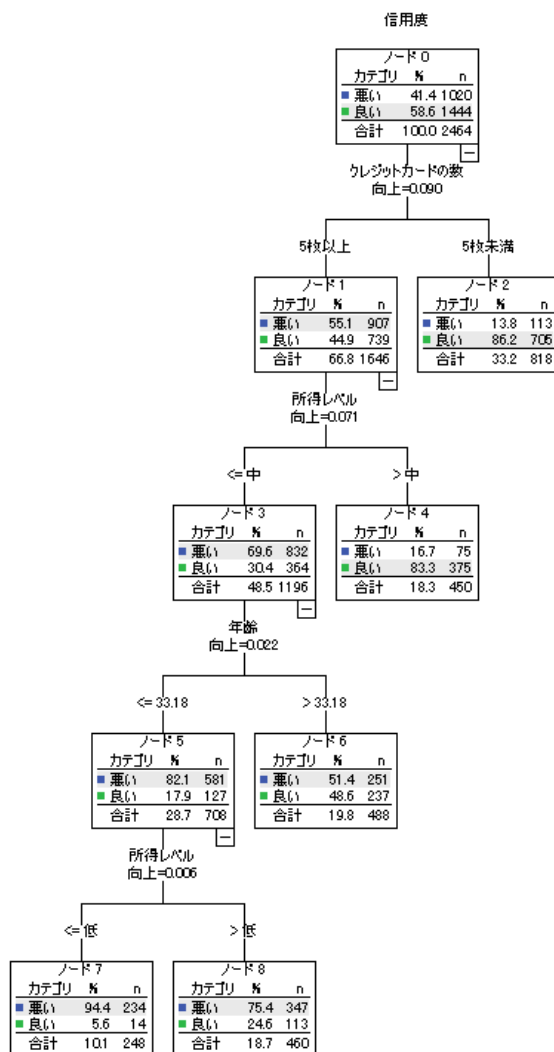 信用度
ノード 0
カテゴリ % n
悪い 41.4 1020
良い 58.6 1444
合計 100.0 2464
クレジットカードの数
向上=0.090
5枚以上 5枚未満
ノード 1 ノード 2
カテゴリ % n カテゴリ % n
悪い 55.1 907 悪い 13.8 113
良い 44.9 739 良い 86.2 705
合計 66.8 1646 合計 33.2 818
所得レベル
向上=0.071
<= 中 > 中
ノード 3 ノード 4
カテゴリ % n カテゴリ % n
悪い 69.6 832 悪い 16.7 75
良い 30.4 364 良い 83.3 375
合計 48.5 1196 合計 18.3 450
年齢
向上=0.022
<= 33.18 > 33.18
ノード 5 ノード 6
カテゴリ % n カテゴリ % n
悪い 82.1 581 悪い 51.4 251
良い 17.9 127 良い 48.6 237
合計 28.7 708 合計 19.8 488
所得レベル
向上=0.006
<= 低 > 低
ノード 7 ノード 8
カテゴリ % n カテゴリ % n
悪い 94.4 234 悪い 75.4 347
良い 5.6 14 良い 24.6 113
合計 10.1 248 合計 18.7 460